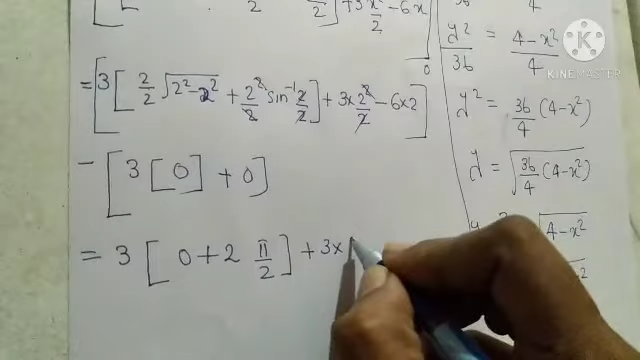 2/2] + 3x²/2 - 6x]
0
= [3[ 2/2 √2²-2² + 2²/2 sin⁻¹ 2/2 ] + 3x 2²/2 - 6x2]
- [3[0] + 0]
= 3 [ 0 + 2 π/2 ] + 3x
4
y²/36 = 4-x²/4
y² = 36/4 (4-x²)
y = √36/4 (4-x²)
4-x²
KINEMASTER